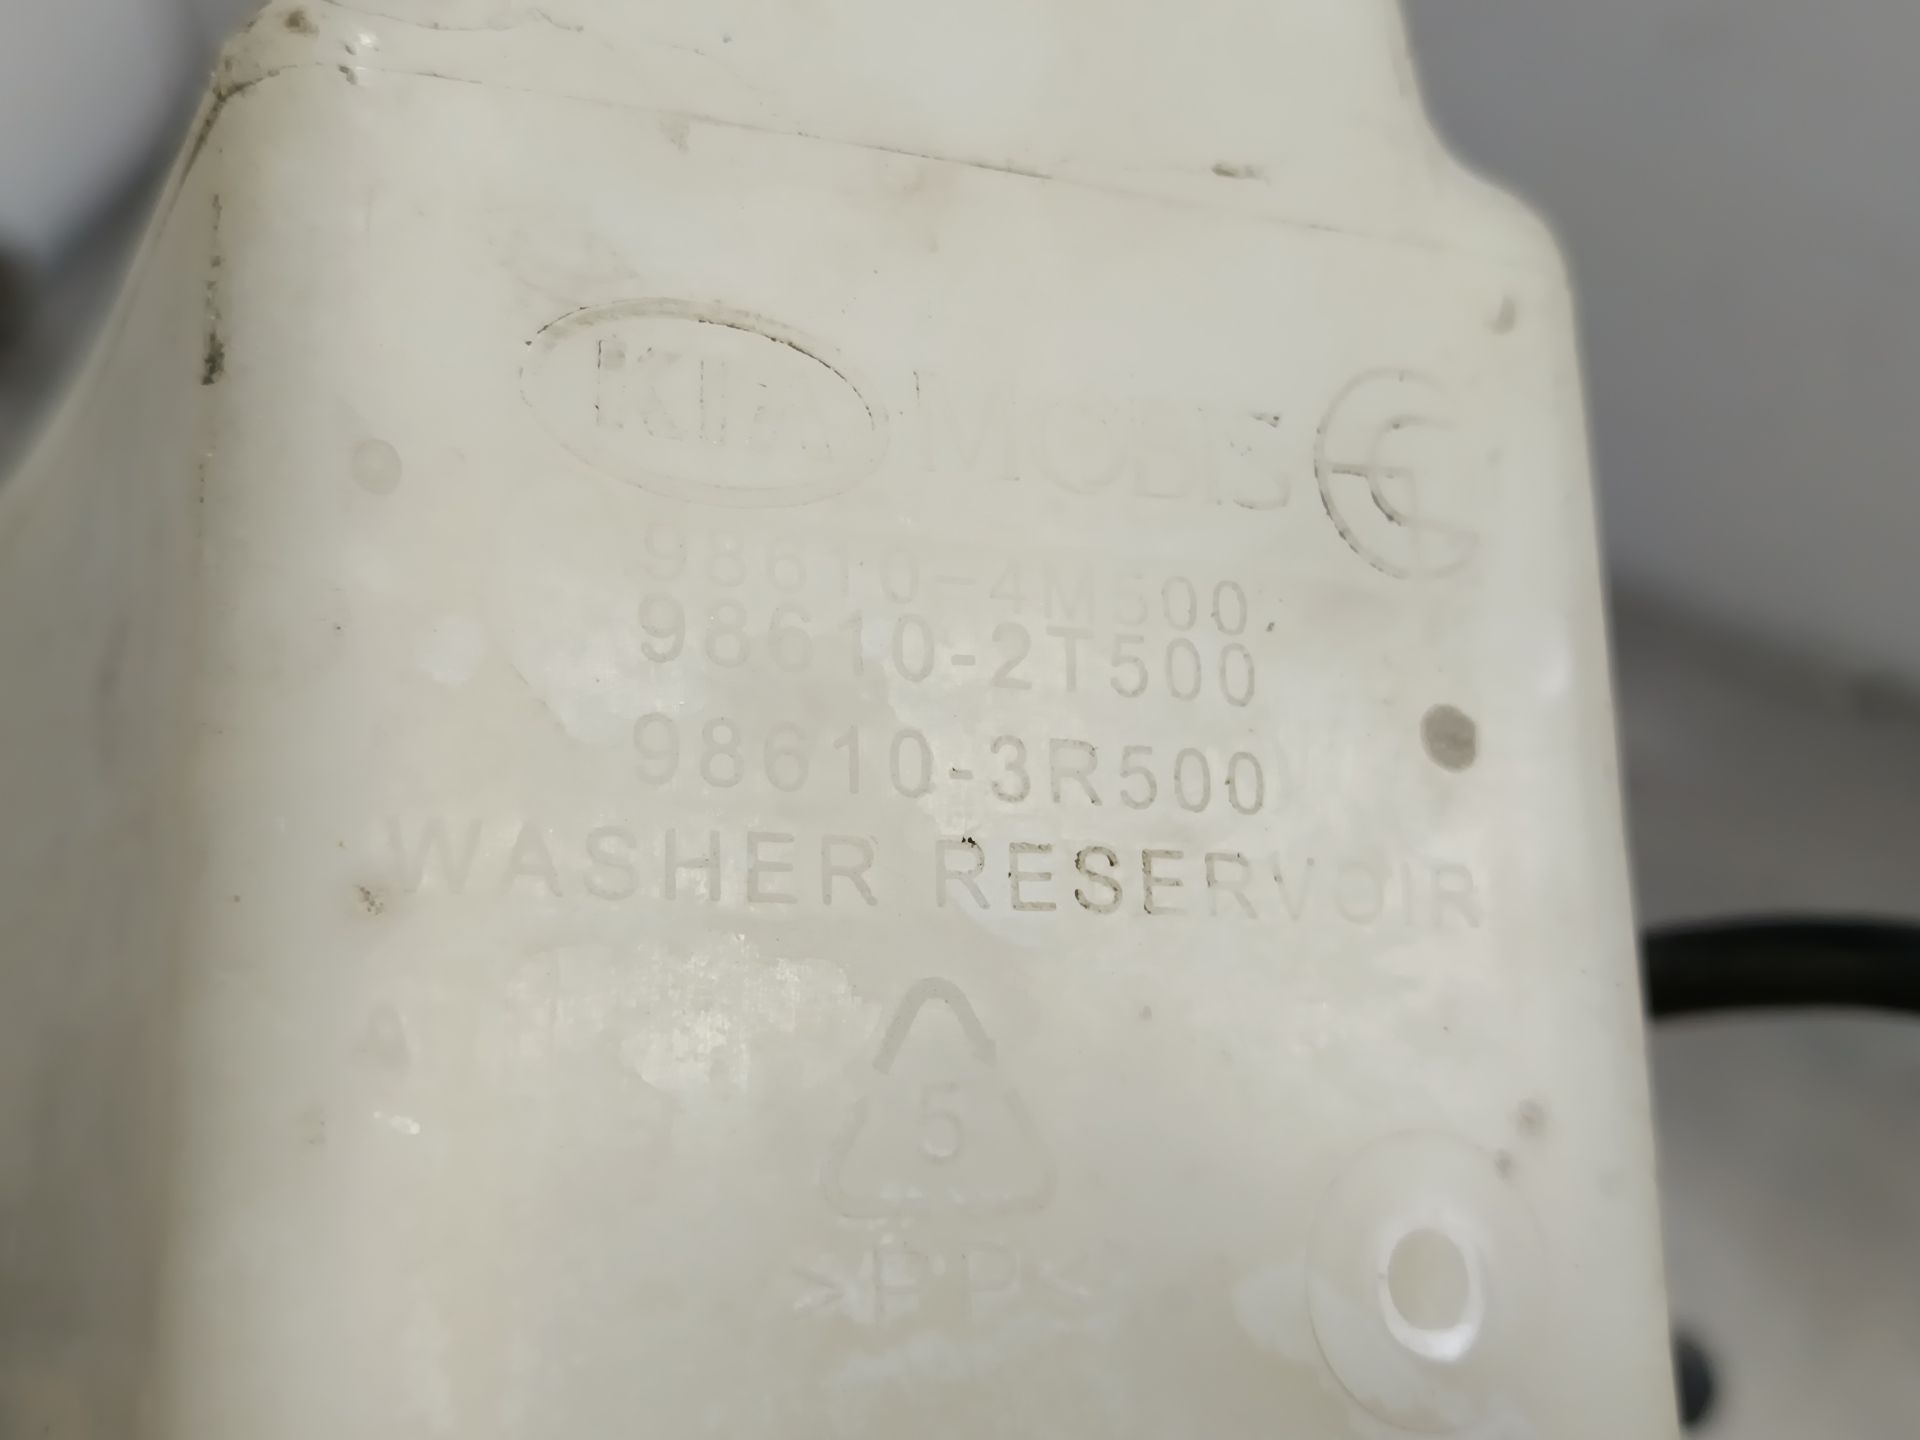 KIA MOBIS
98610-4M500
98610-2T500
98610-3R500
WASHER RESERVOIR
5
>PP<